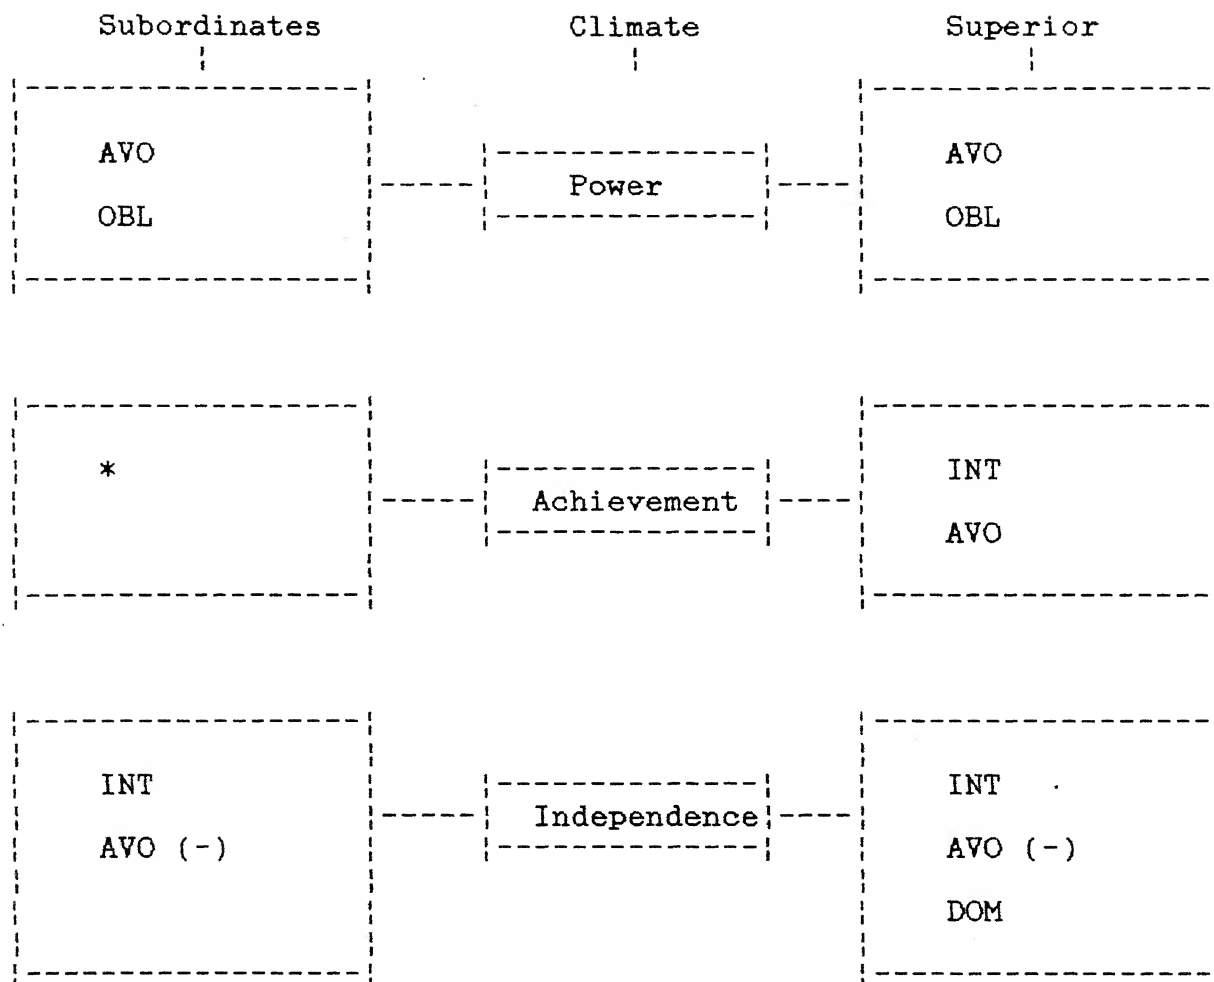 Subordinates Climate Superior
AVO AVO
Power
OBL OBL
* INT
Achievement
AVO
INT INT
Independence
AVO (-) AVO (-)
DOM